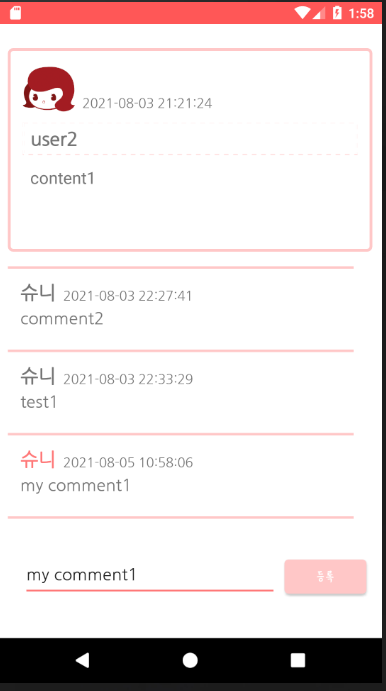 1:58
2021-08-03 21:21:24
user2
content1
슈니 2021-08-03 22:27:41
comment2
슈니 2021-08-03 22:33:29
test1
슈니 2021-08-05 10:58:06
my comment1
my comment1 등록